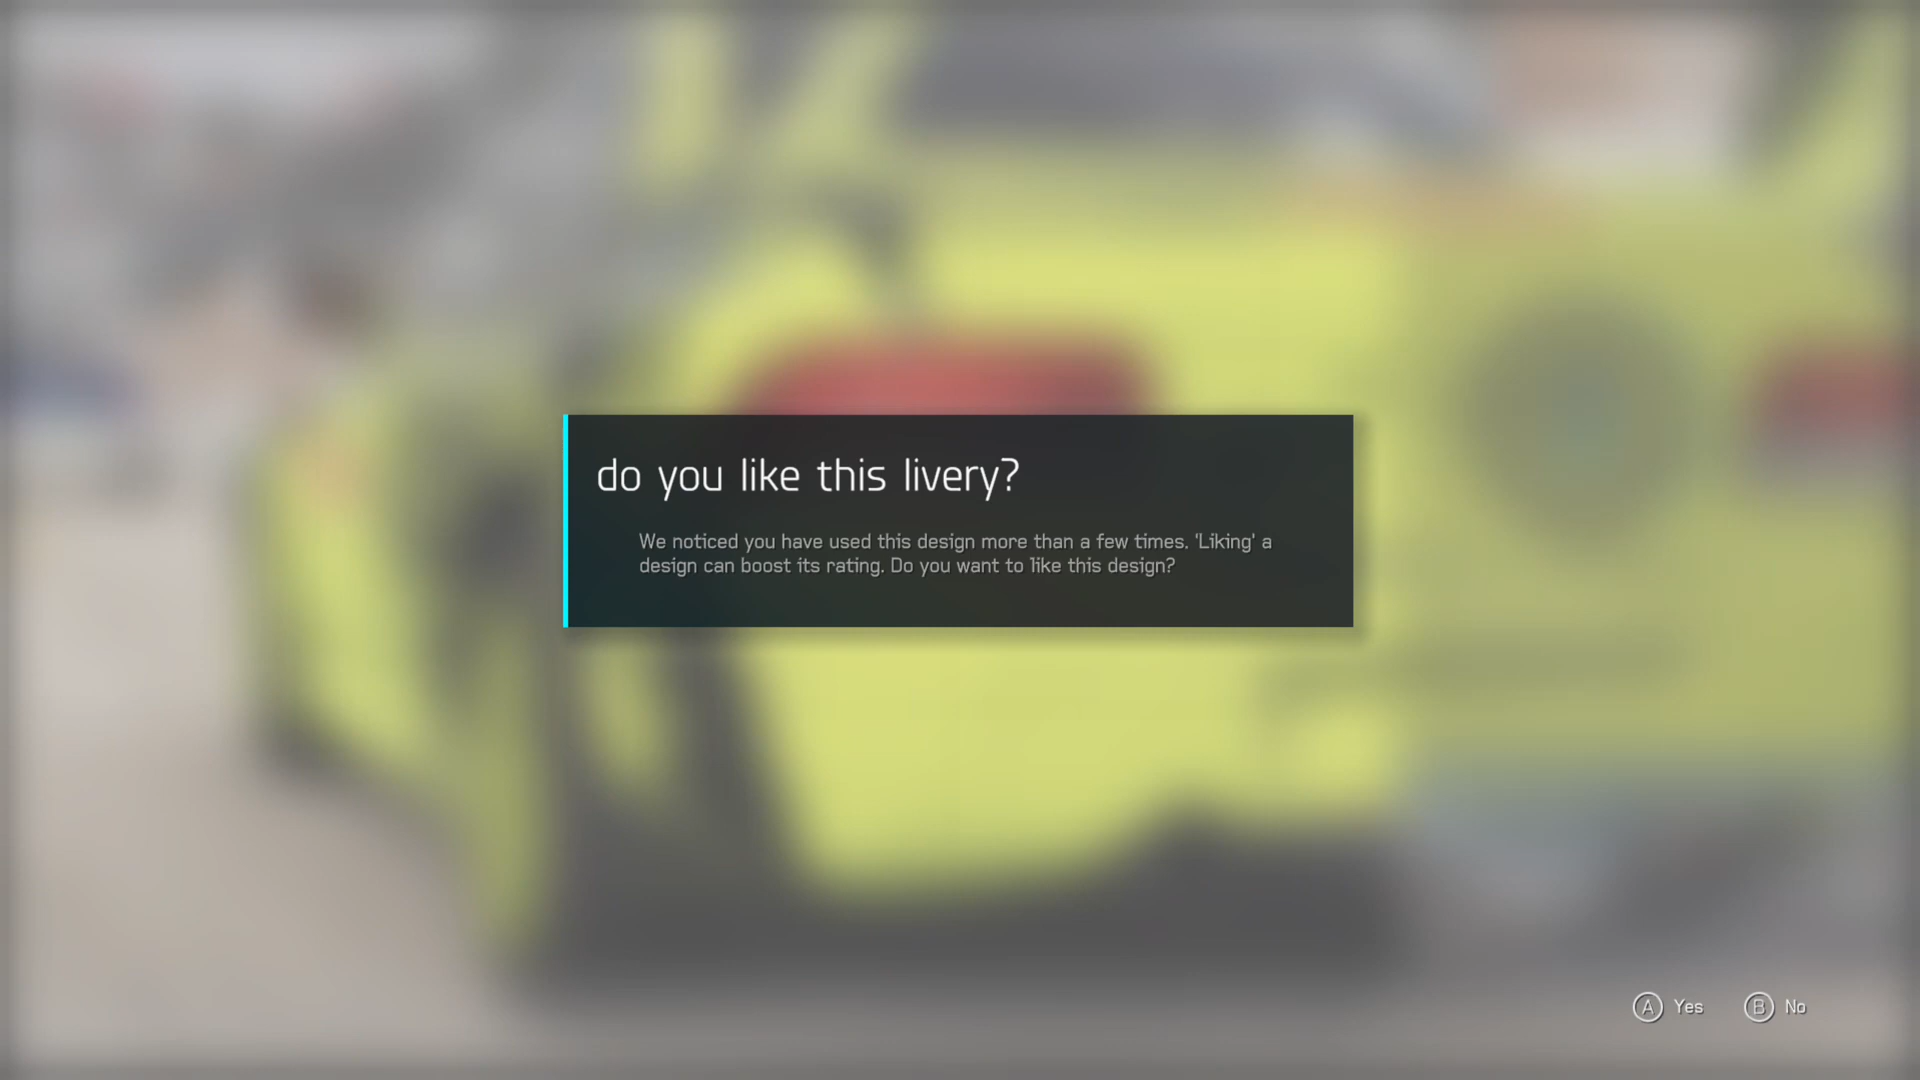 do you like this livery?
We noticed you have used this design more than a few times. 'Liking' a
design can boost its rating. Do you want to like this design?
A Yes B No